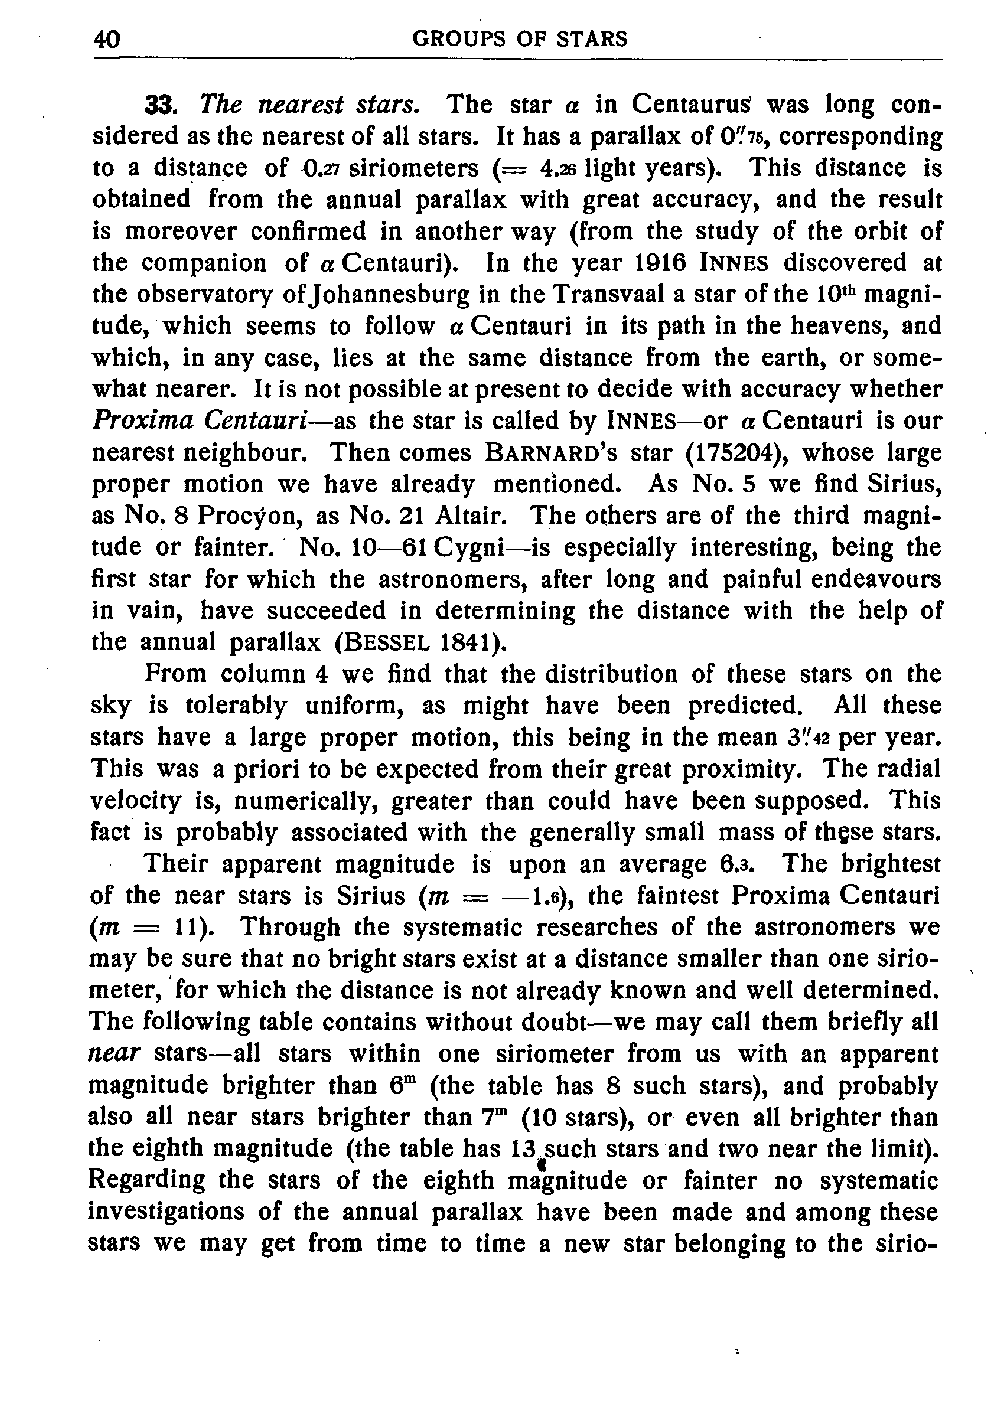 40 GROUPS OF STARS
33. The nearest stars. The star α in Centaurus was long con-
sidered as the nearest of all stars. It has a parallax of 0″.75, corresponding
to a distance of 0.27 siriometers (= 4.26 light years). This distance is
obtained from the annual parallax with great accuracy, and the result
is moreover confirmed in another way (from the study of the orbit of
the companion of α Centauri). In the year 1916 INNES discovered at
the observatory of Johannesburg in the Transvaal a star of the 10th magni-
tude, which seems to follow α Centauri in its path in the heavens, and
which, in any case, lies at the same distance from the earth, or some-
what nearer. It is not possible at present to decide with accuracy whether
Proxima Centauri—as the star is called by INNES—or α Centauri is our
nearest neighbour. Then comes BARNARD's star (175204), whose large
proper motion we have already mentioned. As No. 5 we find Sirius,
as No. 8 Procyon, as No. 21 Altair. The others are of the third magni-
tude or fainter. No. 10—61 Cygni—is especially interesting, being the
first star for which the astronomers, after long and painful endeavours
in vain, have succeeded in determining the distance with the help of
the annual parallax (BESSEL 1841).
From column 4 we find that the distribution of these stars on the
sky is tolerably uniform, as might have been predicted. All these
stars have a large proper motion, this being in the mean 3″.42 per year.
This was a priori to be expected from their great proximity. The radial
velocity is, numerically, greater than could have been supposed. This
fact is probably associated with the generally small mass of these stars.
Their apparent magnitude is upon an average 6.3. The brightest
of the near stars is Sirius (m = —1.6), the faintest Proxima Centauri
(m = 11). Through the systematic researches of the astronomers we
may be sure that no bright stars exist at a distance smaller than one sirio-
meter, for which the distance is not already known and well determined.
The following table contains without doubt—we may call them briefly all
near stars—all stars within one siriometer from us with an apparent
magnitude brighter than 6m (the table has 8 such stars), and probably
also all near stars brighter than 7m (10 stars), or even all brighter than
the eighth magnitude (the table has 13 such stars and two near the limit).
Regarding the stars of the eighth magnitude or fainter no systematic
investigations of the annual parallax have been made and among these
stars we may get from time to time a new star belonging to the sirio-